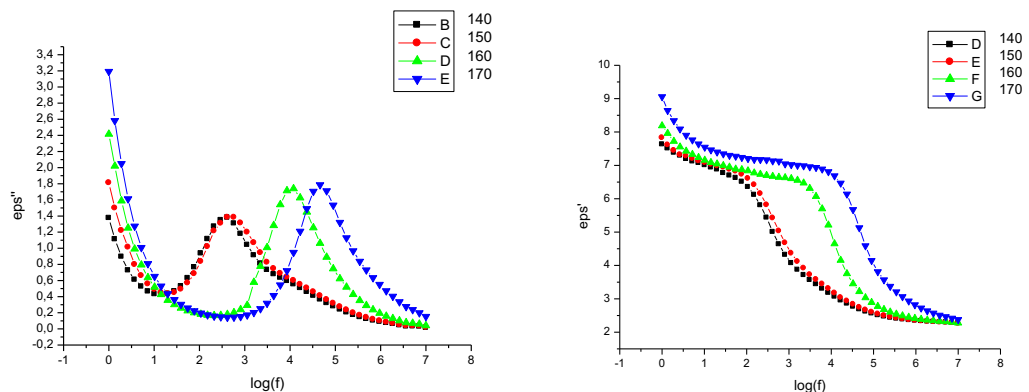 B 140
C 150
D 160
E 170
3,6
3,4
3,2
3,0
2,8
2,6
2,4
2,2
2,0
1,8
1,6
1,4
1,2
1,0
0,8
0,6
0,4
0,2
0,0
-0,2
eps''
-1 0 1 2 3 4 5 6 7 8
log(f)
D 140
E 150
F 160
G 170
10
9
8
7
6
5
4
3
2
eps'
-1 0 1 2 3 4 5 6 7 8
log(f)